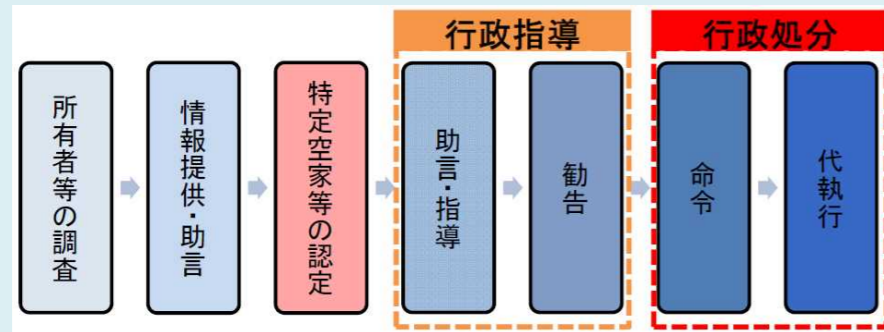 行政指導
行政処分
所有者等の調査
情報提供・助言
特定空家等の認定
助言・指導
勧告
命令
代執行